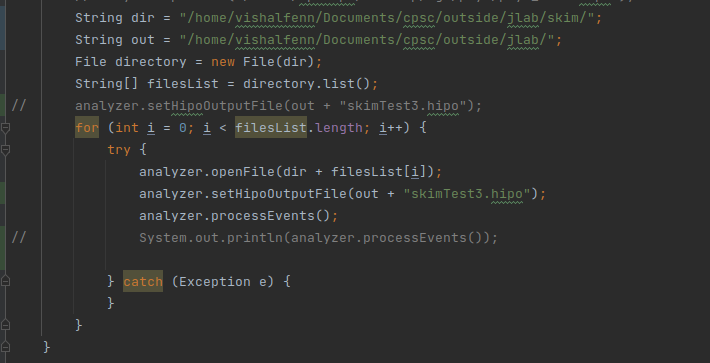 String dir = "/home/vishalfenn/Documents/cpsc/outside/jlab/skim/";
String out = "/home/vishalfenn/Documents/cpsc/outside/jlab/";
File directory = new File(dir);
String[] filesList = directory.list();
// analyzer.setHipoOutputFile(out + "skimTest3.hipo");
for (int i = 0; i < filesList.length; i++) {
try {
analyzer.openFile(dir + filesList[i]);
analyzer.setHipoOutputFile(out + "skimTest3.hipo");
analyzer.processEvents();
// System.out.println(analyzer.processEvents());
} catch (Exception e) {
}
}
}